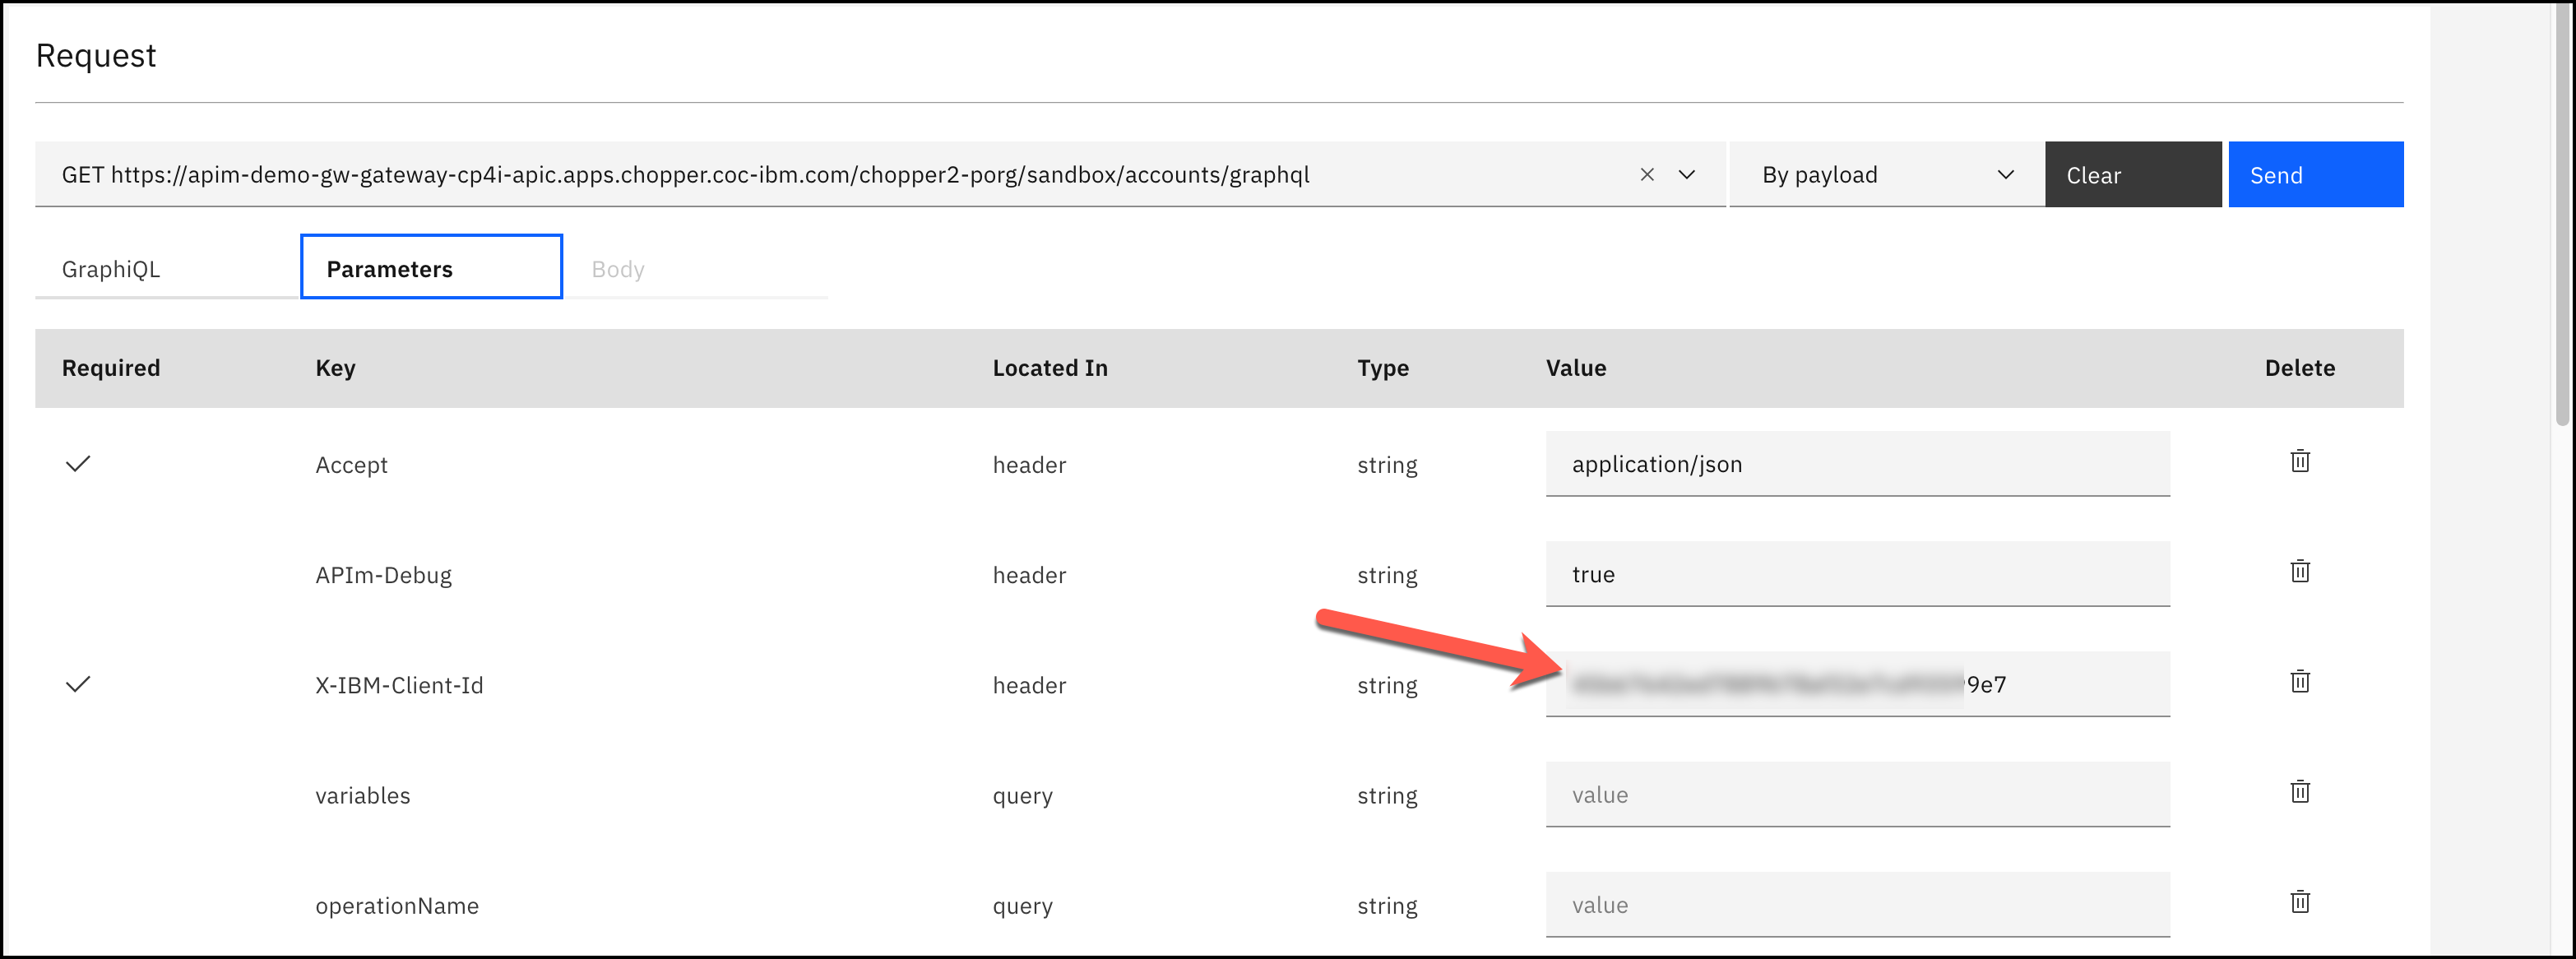 Request
GET https://apim-demo-gw-gateway-cp4i-apic.apps.chopper.coc-ibm.com/chopper2-porg/sandbox/accounts/graphql By payload Clear Send
GraphiQL Parameters Body
Required Key Located In Type Value Delete
Accept header string application/json
APIm-Debug header string true
X-IBM-Client-Id header string 9e7
variables query string value
operationName query string value